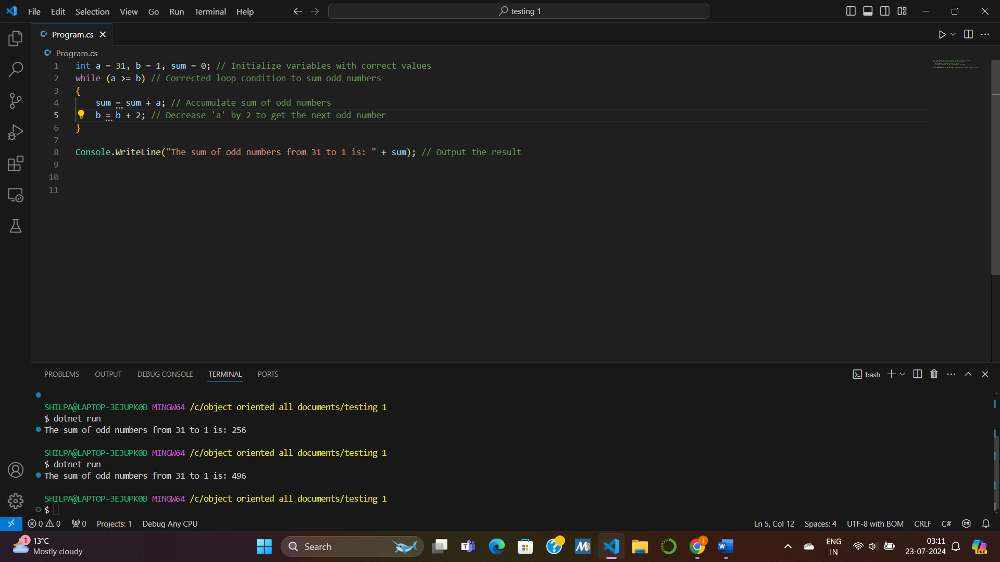 File Edit Selection View Go Run Terminal Help
testing 1
C# Program.cs
C# Program.cs
1 int a = 31, b = 1, sum = 0; // Initialize variables with correct values
2 while (a >= b) // Corrected loop condition to sum odd numbers
3 {
4 sum = sum + a; // Accumulate sum of odd numbers
5 b = b + 2; // Decrease 'a' by 2 to get the next odd number
6 }
7
8 Console.WriteLine("The sum of odd numbers from 31 to 1 is: " + sum); // Output the result
9
10
11
PROBLEMS OUTPUT DEBUG CONSOLE TERMINAL PORTS
bash
SHILPA@LAPTOP-3EJUPK0B MINGW64 /c/object oriented all documents/testing 1
$ dotnet run
The sum of odd numbers from 31 to 1 is: 256
SHILPA@LAPTOP-3EJUPK0B MINGW64 /c/object oriented all documents/testing 1
$ dotnet run
The sum of odd numbers from 31 to 1 is: 496
SHILPA@LAPTOP-3EJUPK0B MINGW64 /c/object oriented all documents/testing 1
$
0 0 0 Projects: 1 Debug Any CPU
Ln 5, Col 12 Spaces: 4 UTF-8 with BOM CRLF C#
1
13°C
Mostly cloudy
Search
j
ENG
IN
03:11
23-07-2024
PRE